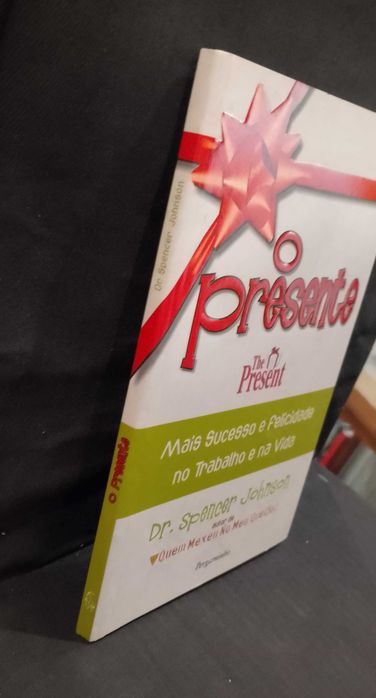 O
presente
The
Present
Mais Sucesso e Felicidade
no Trabalho e na Vida
Dr. Spencer Johnson
autor de
Quem Mexeu No Meu Queijo?
Pergaminho
Dr Spencer Johnson
O presente